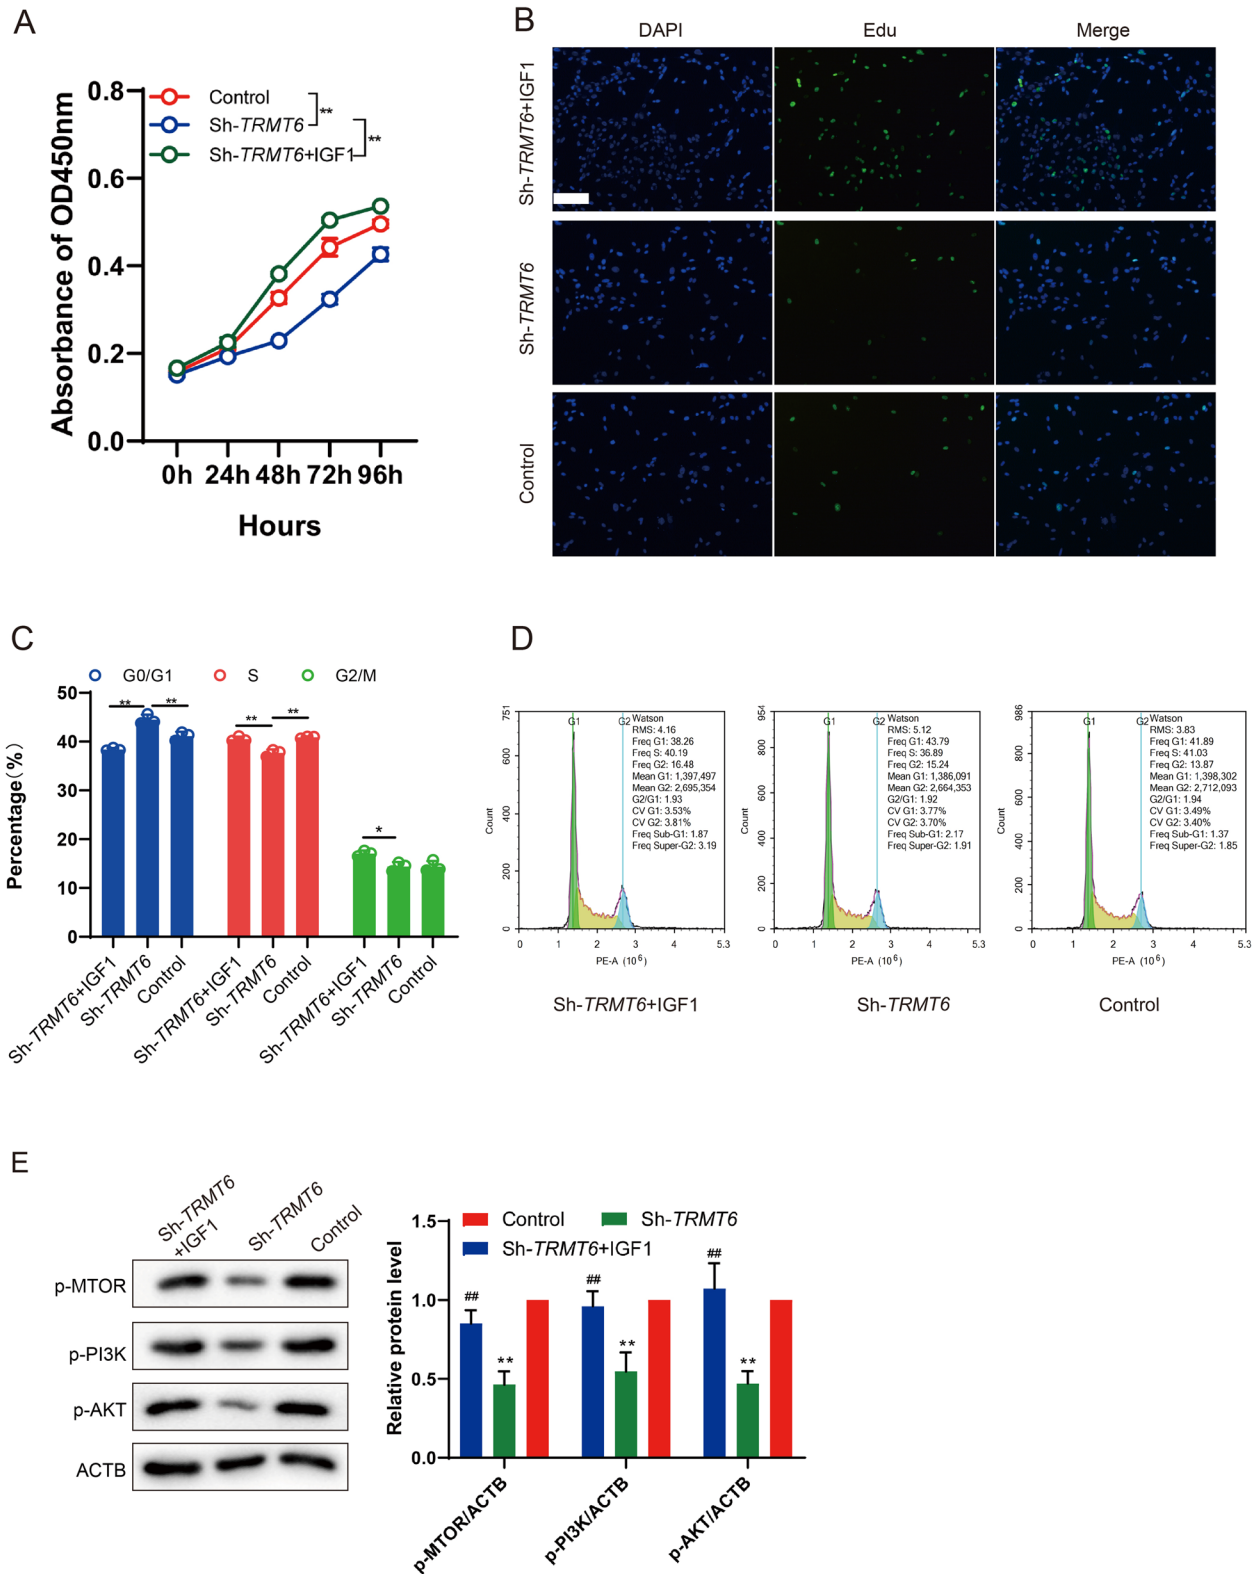 A
Absorbance of OD450nm
0.8
0.6
0.4
0.2
0.0
Control
Sh-TRMT6
Sh-TRMT6+IGF1
**
**
0h 24h 48h 72h 96h
Hours
B
DAPI Edu Merge
Sh-TRMT6+IGF1
Sh-TRMT6
Control
C
G0/G1 S G2/M
Percentage(%)
50
40
30
20
10
0
** **
** **
*
Sh-TRMT6+IGF1
Sh-TRMT6
Control
Sh-TRMT6+IGF1
Sh-TRMT6
Control
Sh-TRMT6+IGF1
Sh-TRMT6
Control
D
751
600
400
200
0
Count
G1 G2
Watson
RMS: 4.16
Freq G1: 38.26
Freq S: 40.19
Freq G2: 16.48
Mean G1: 1,397,497
Mean G2: 2,695,354
G2/G1: 1.93
CV G1: 3.53%
CV G2: 3.81%
Freq Sub-G1: 1.87
Freq Super-G2: 3.19
0 1 2 3 4 5.3
PE-A (10⁶)
Sh-TRMT6+IGF1
954
800
600
400
200
0
Count
G1 G2
Watson
RMS: 5.12
Freq G1: 43.79
Freq S: 36.89
Freq G2: 15.24
Mean G1: 1,386,091
Mean G2: 2,664,353
G2/G1: 1.92
CV G1: 3.77%
CV G2: 3.70%
Freq Sub-G1: 2.17
Freq Super-G2: 1.91
0 1 2 3 4 5.3
PE-A (10⁶)
Sh-TRMT6
986
800
600
400
200
0
Count
G1 G2
Watson
RMS: 3.83
Freq G1: 41.89
Freq S: 41.03
Freq G2: 13.87
Mean G1: 1,398,302
Mean G2: 2,712,093
G2/G1: 1.94
CV G1: 3.49%
CV G2: 3.40%
Freq Sub-G1: 1.37
Freq Super-G2: 1.85
0 1 2 3 4 5.3
PE-A (10⁶)
Control
E
Sh-TRMT6
+IGF1
Sh-TRMT6
Control
p-MTOR
p-PI3K
p-AKT
ACTB
Relative protein level
1.5
1.0
0.5
0.0
Control Sh-TRMT6
Sh-TRMT6+IGF1
## ## ##
** ** **
p-MTOR/ACTB
p-PI3K/ACTB
p-AKT/ACTB